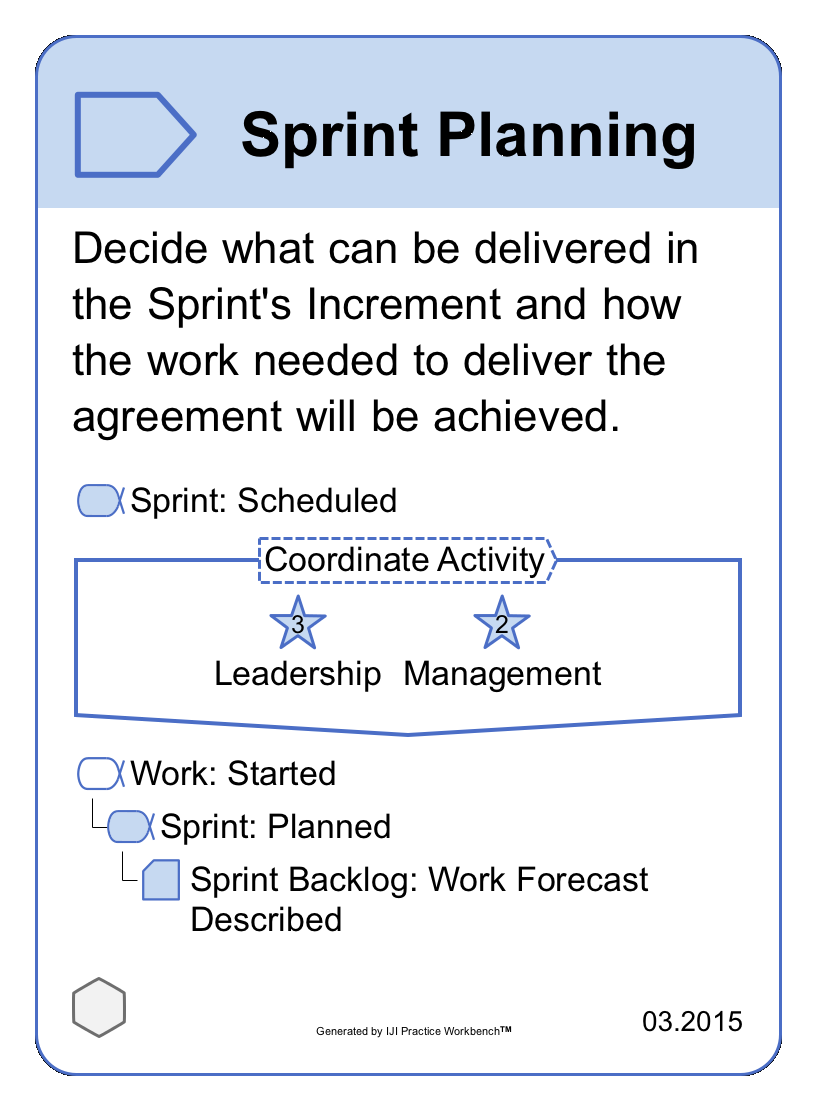 Sprint Planning
Decide what can be delivered in
the Sprint's Increment and how
the work needed to deliver the
agreement will be achieved.
Sprint: Scheduled
Coordinate Activity
3 2
Leadership Management
Work: Started
Sprint: Planned
Sprint Backlog: Work Forecast
Described
Generated by IJI Practice Workbench™
03.2015